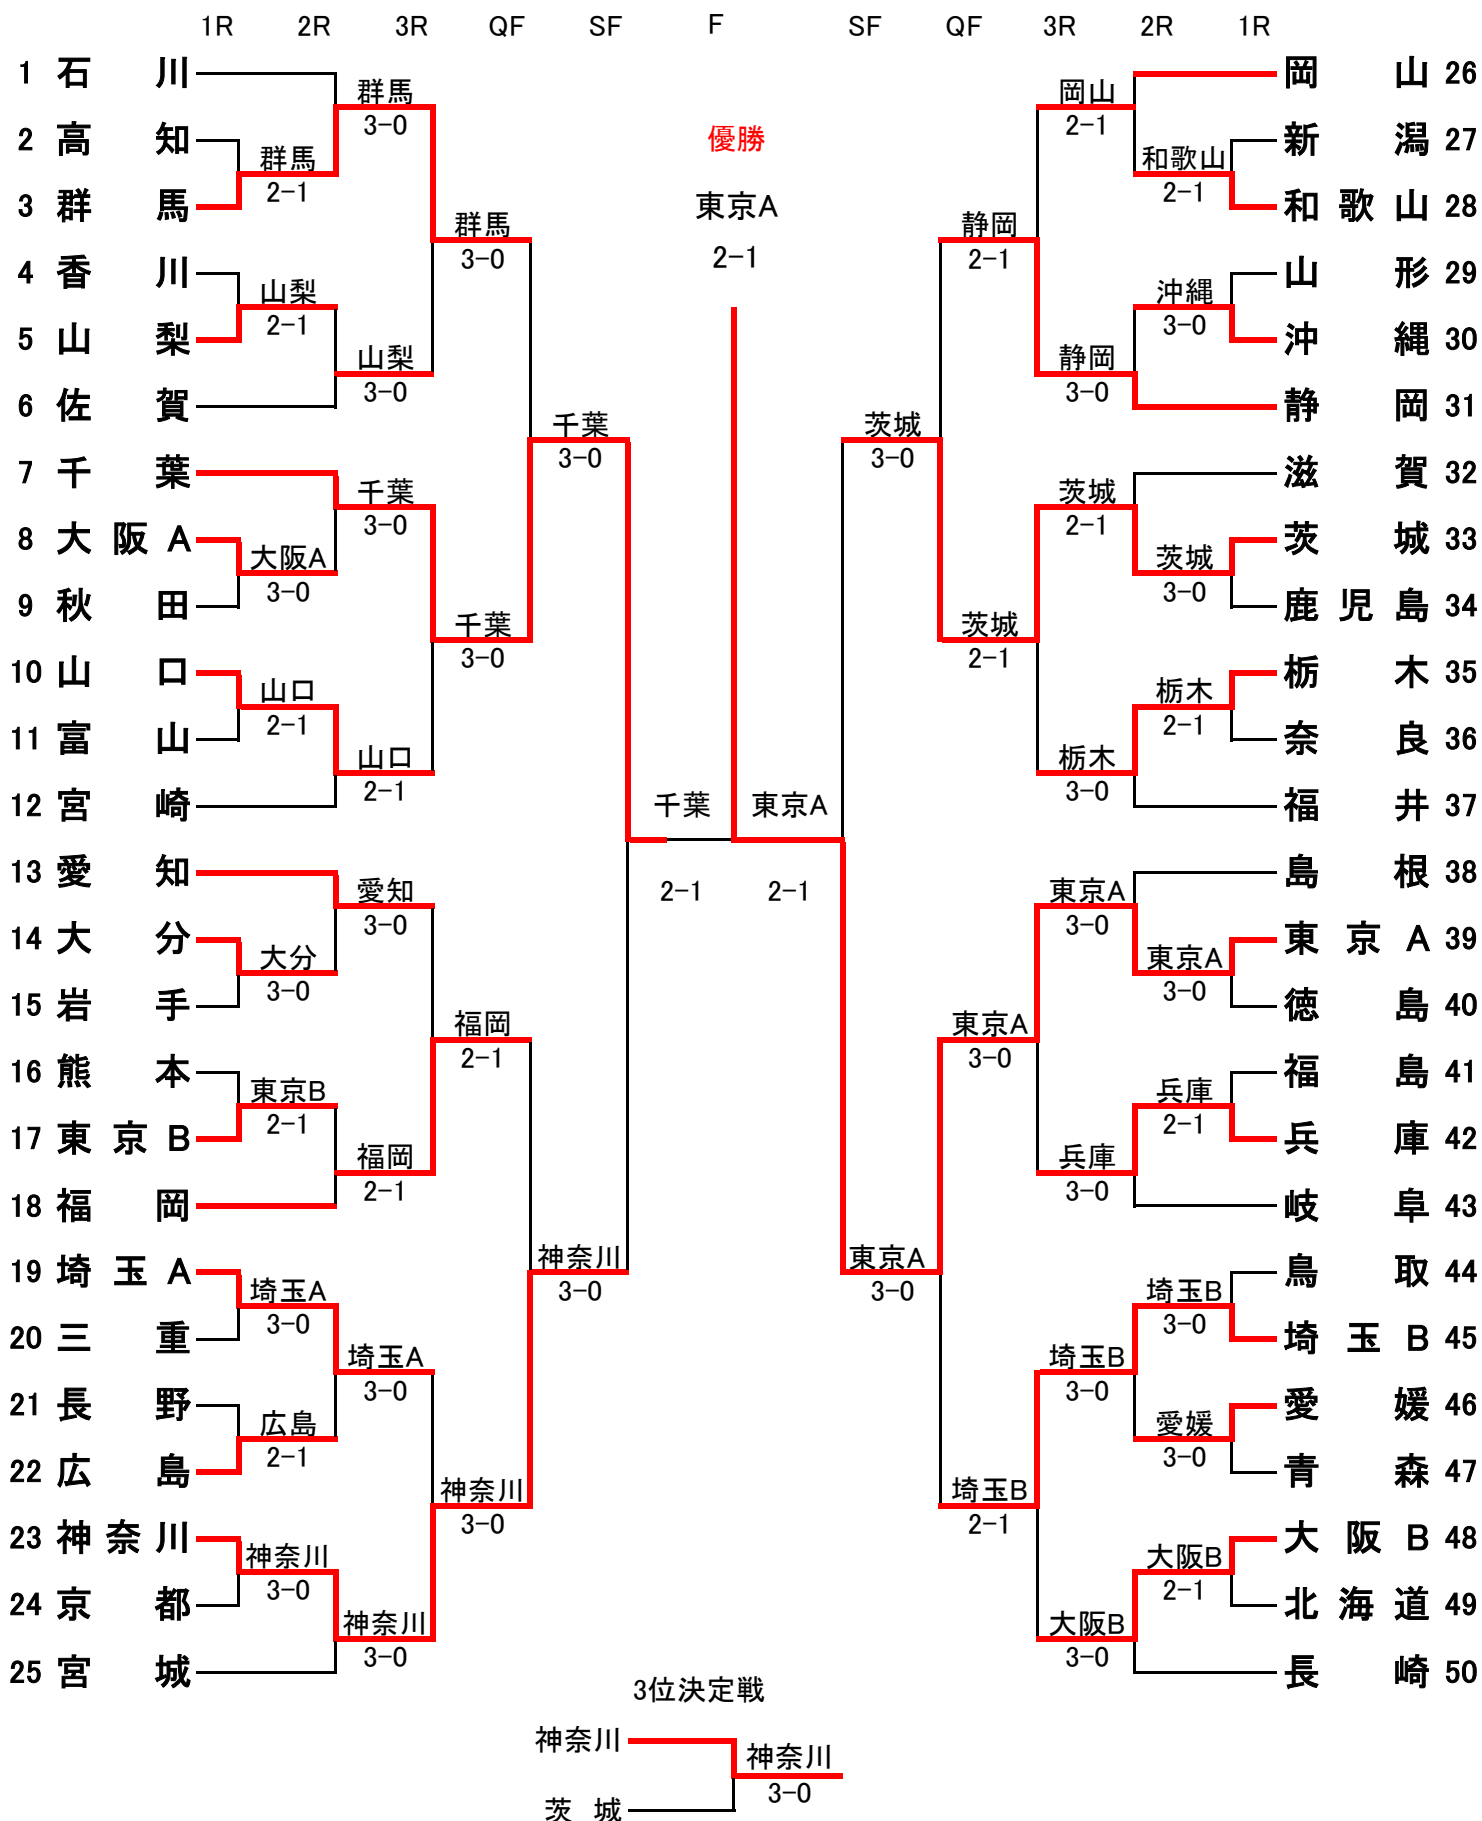 1R 2R 3R QF SF F SF QF 3R 2R 1R
1 石川 岡山 26
群馬 岡山
3-0 2-1
2 高知 優勝 新潟 27
群馬 和歌山
2-1 2-1
3 群馬 東京A 和歌山 28
群馬 静岡
3-0 2-1 2-1
4 香川 山形 29
山梨 沖縄
2-1 3-0
5 山梨 沖縄 30
山梨 静岡
3-0 3-0
6 佐賀 静岡 31
千葉 茨城
3-0 3-0
7 千葉 滋賀 32
千葉 茨城
3-0 2-1
8 大阪A 茨城 33
大阪A 茨城
3-0 3-0
9 秋田 鹿児島 34
千葉 茨城
3-0 2-1
10 山口 栃木 35
山口 栃木
2-1 2-1
11 富山 奈良 36
山口 栃木
2-1 3-0
12 宮崎 千葉 東京A 福井 37
13 愛知 島根 38
愛知 2-1 2-1 東京A
3-0 3-0
14 大分 東京A 39
大分 東京A
3-0 3-0
15 岩手 徳島 40
福岡 東京A
2-1 3-0
16 熊本 福島 41
東京B 兵庫
2-1 2-1
17 東京B 兵庫 42
福岡 兵庫
2-1 3-0
18 福岡 岐阜 43
神奈川 東京A
3-0 3-0
19 埼玉A 鳥取 44
埼玉A 埼玉B
3-0 3-0
20 三重 埼玉B 45
埼玉A 埼玉B
3-0 3-0
21 長野 愛媛 46
広島 愛媛
2-1 3-0
22 広島 青森 47
神奈川 埼玉B
3-0 2-1
23 神奈川 大阪B 48
神奈川 大阪B
3-0 2-1
24 京都 北海道 49
神奈川 大阪B
3-0 3-0
25 宮城 長崎 50
3位決定戦
神奈川
神奈川
3-0
茨城